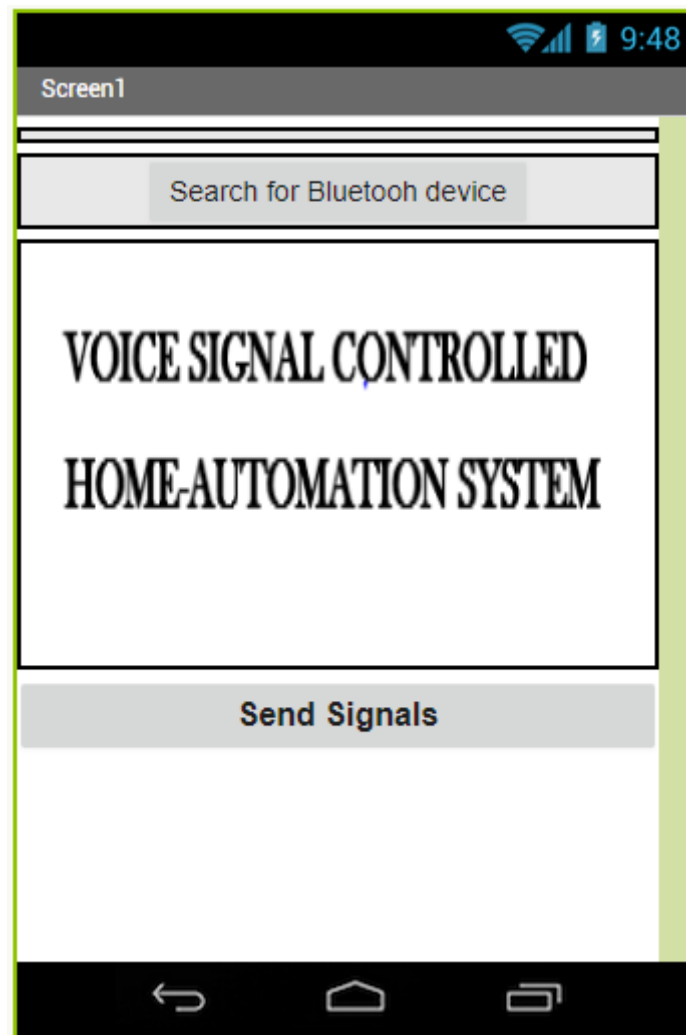 9:48
Screen1
Search for Bluetooh device
VOICE SIGNAL CONTROLLED
HOME-AUTOMATION SYSTEM
Send Signals